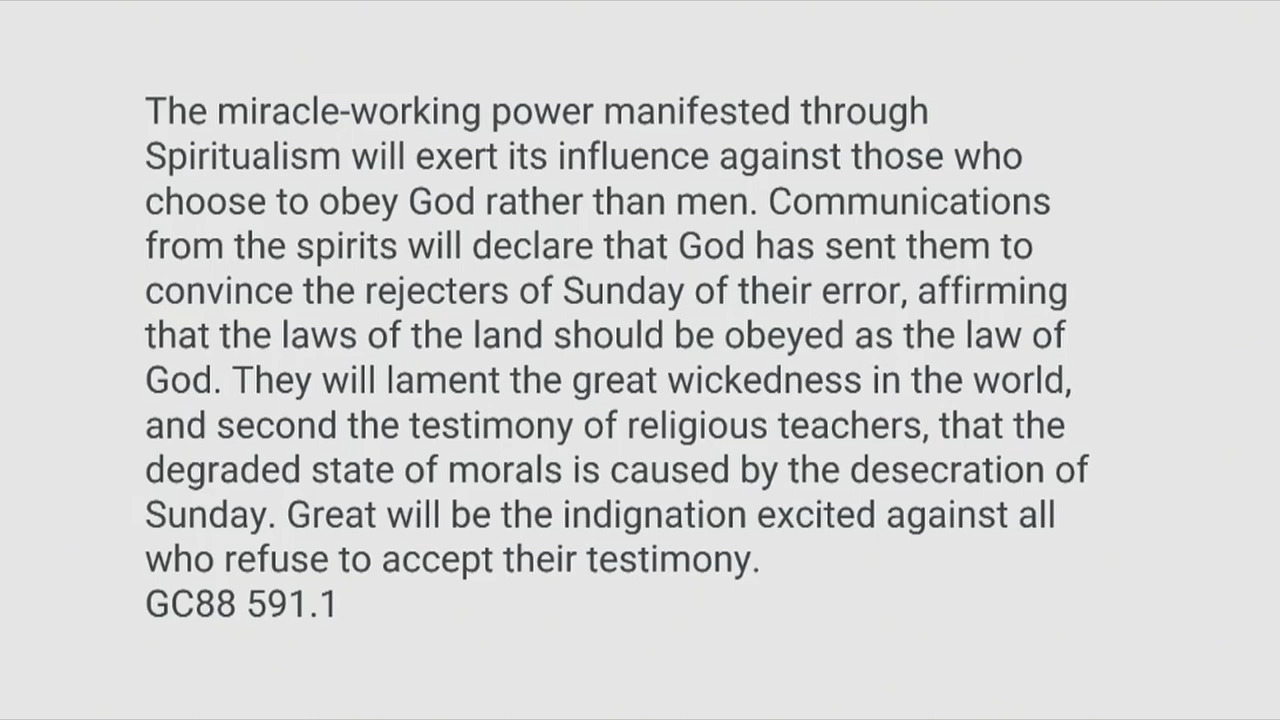 The miracle-working power manifested through
Spiritualism will exert its influence against those who
choose to obey God rather than men. Communications
from the spirits will declare that God has sent them to
convince the rejecters of Sunday of their error, affirming
that the laws of the land should be obeyed as the law of
God. They will lament the great wickedness in the world,
and second the testimony of religious teachers, that the
degraded state of morals is caused by the desecration of
Sunday. Great will be the indignation excited against all
who refuse to accept their testimony.
GC88 591.1